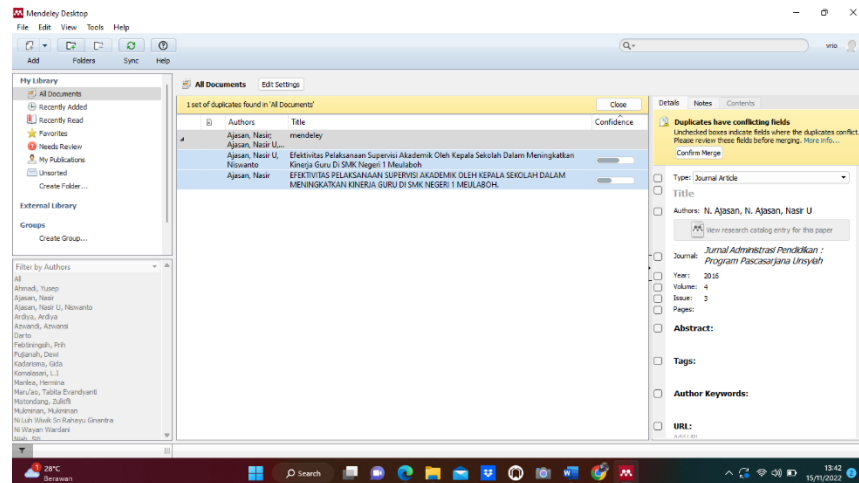 Mendeley Desktop
File Edit View Tools Help
Add Folders Sync Help
vrio
My Library
All Documents
Recently Added
Recently Read
Favorites
Needs Review
My Publications
Unsorted
Create Folder...
External Library
Groups
Create Group...
Filter by Authors
All
Ahmadi, Yusep
Ajasan, Nasir
Ajasan, Nasir U, Niswanto
Ardiya, Ardiya
Azwandi, Azwansi
Darto
Febtiningsih, Prih
Pujianah, Dewi
Kadarisma, Gida
Komalasari, L.I
Manlea, Hermina
Maru'ao, Tabita Evandyanti
Matondang, Zulkifli
Mukminan, Mukminan
Ni Luh Wiwik Sri Rahayu Ginantra
Ni Wayan Wardani
All Documents Edit Settings
1 set of duplicates found in 'All Documents' Close
Authors Title Confidence
Ajasan, Nasir; mendeley
Ajasan, Nasir U,...
Ajasan, Nasir U, Efektivitas Pelaksanaan Supervisi Akademik Oleh Kepala Sekolah Dalam Meningkatkan
Niswanto Kinerja Guru Di SMK Negeri 1 Meulaboh
Ajasan, Nasir EFEKTIVITAS PELAKSANAAN SUPERVISI AKADEMIK OLEH KEPALA SEKOLAH DALAM
MENINGKATKAN KINERJA GURU DI SMK NEGERI 1 MEULABOH.
Details Notes Contents
Duplicates have conflicting fields
Unchecked boxes indicate fields where the duplicates conflict.
Please review these fields before merging. More info...
Confirm Merge
Type: Journal Article
Title
Authors: N. Ajasan, N. Ajasan, Nasir U
View research catalog entry for this paper
Journal: Jurnal Administrasi Pendidikan :
Program Pascasarjana Unsyiah
Year: 2016
Volume: 4
Issue: 3
Pages:
Abstract:
Tags:
Author Keywords:
URL:
1
28°C
Berawan
Search
13:42
15/11/2022